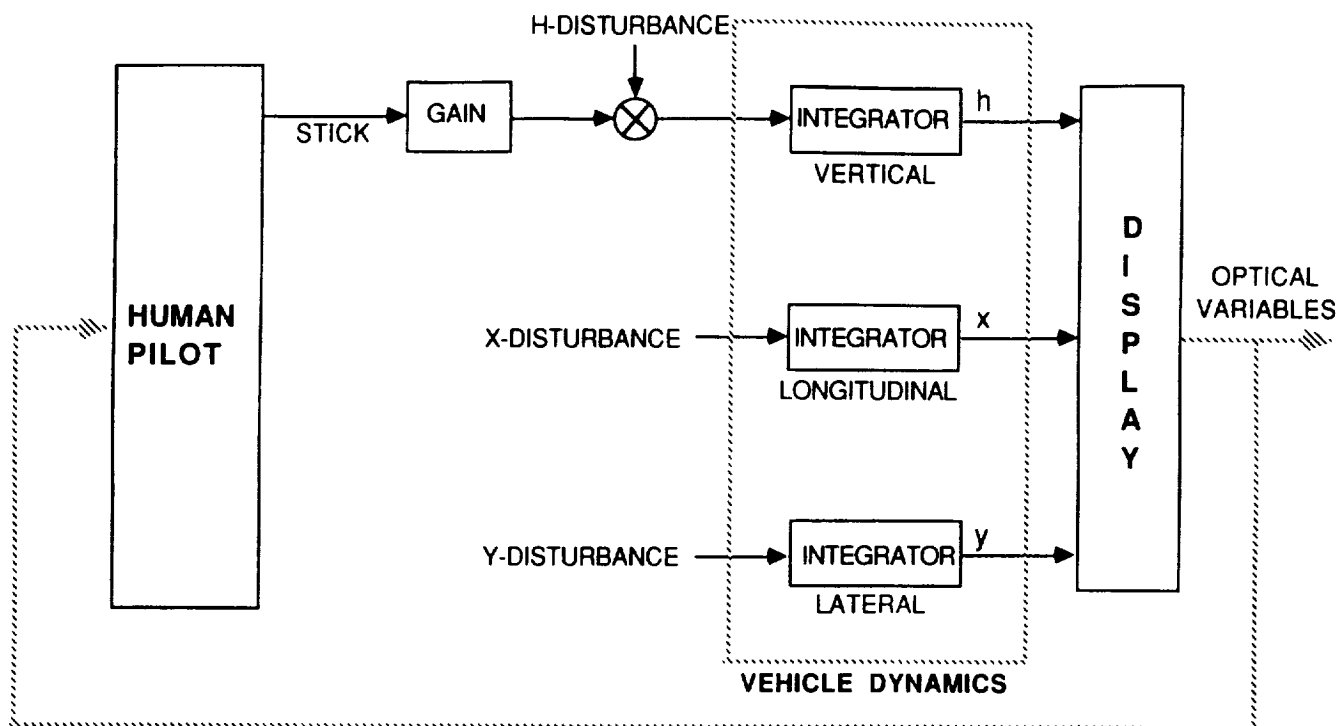 H-DISTURBANCE
STICK
GAIN
INTEGRATOR
h
VERTICAL
HUMAN
PILOT
X-DISTURBANCE
INTEGRATOR
x
LONGITUDINAL
Y-DISTURBANCE
INTEGRATOR
y
LATERAL
VEHICLE DYNAMICS
D
I
S
P
L
A
Y
OPTICAL
VARIABLES